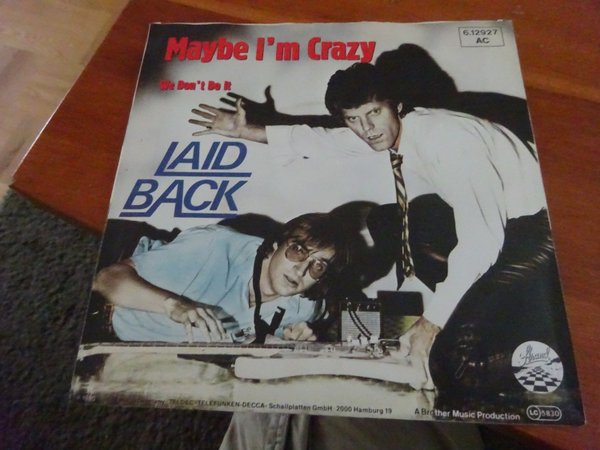 Maybe I'm Crazy
6.12927
AC
We Don't Do it
LAID
BACK
TELDEC »TELEFUNKEN-DECCA« Schallplatten GmbH. 2000 Hamburg 19
A Brother Music Production
LC 6830